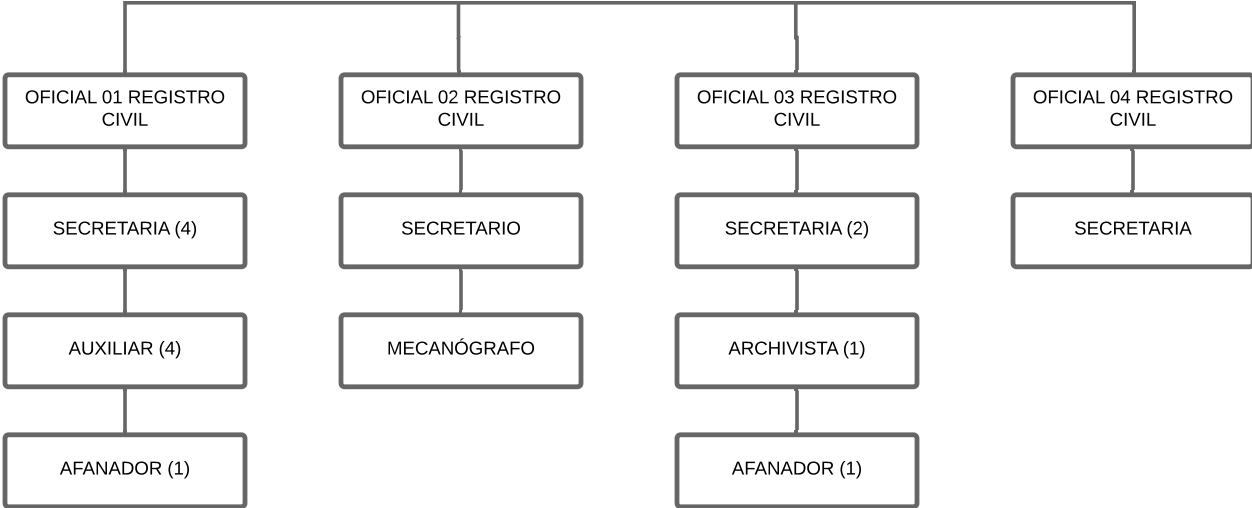 OFICIAL 01 REGISTRO
CIVIL
OFICIAL 02 REGISTRO
CIVIL
OFICIAL 03 REGISTRO
CIVIL
OFICIAL 04 REGISTRO
CIVIL
SECRETARIA (4)
SECRETARIO
SECRETARIA (2)
SECRETARIA
AUXILIAR (4)
MECANÓGRAFO
ARCHIVISTA (1)
AFANADOR (1)
AFANADOR (1)